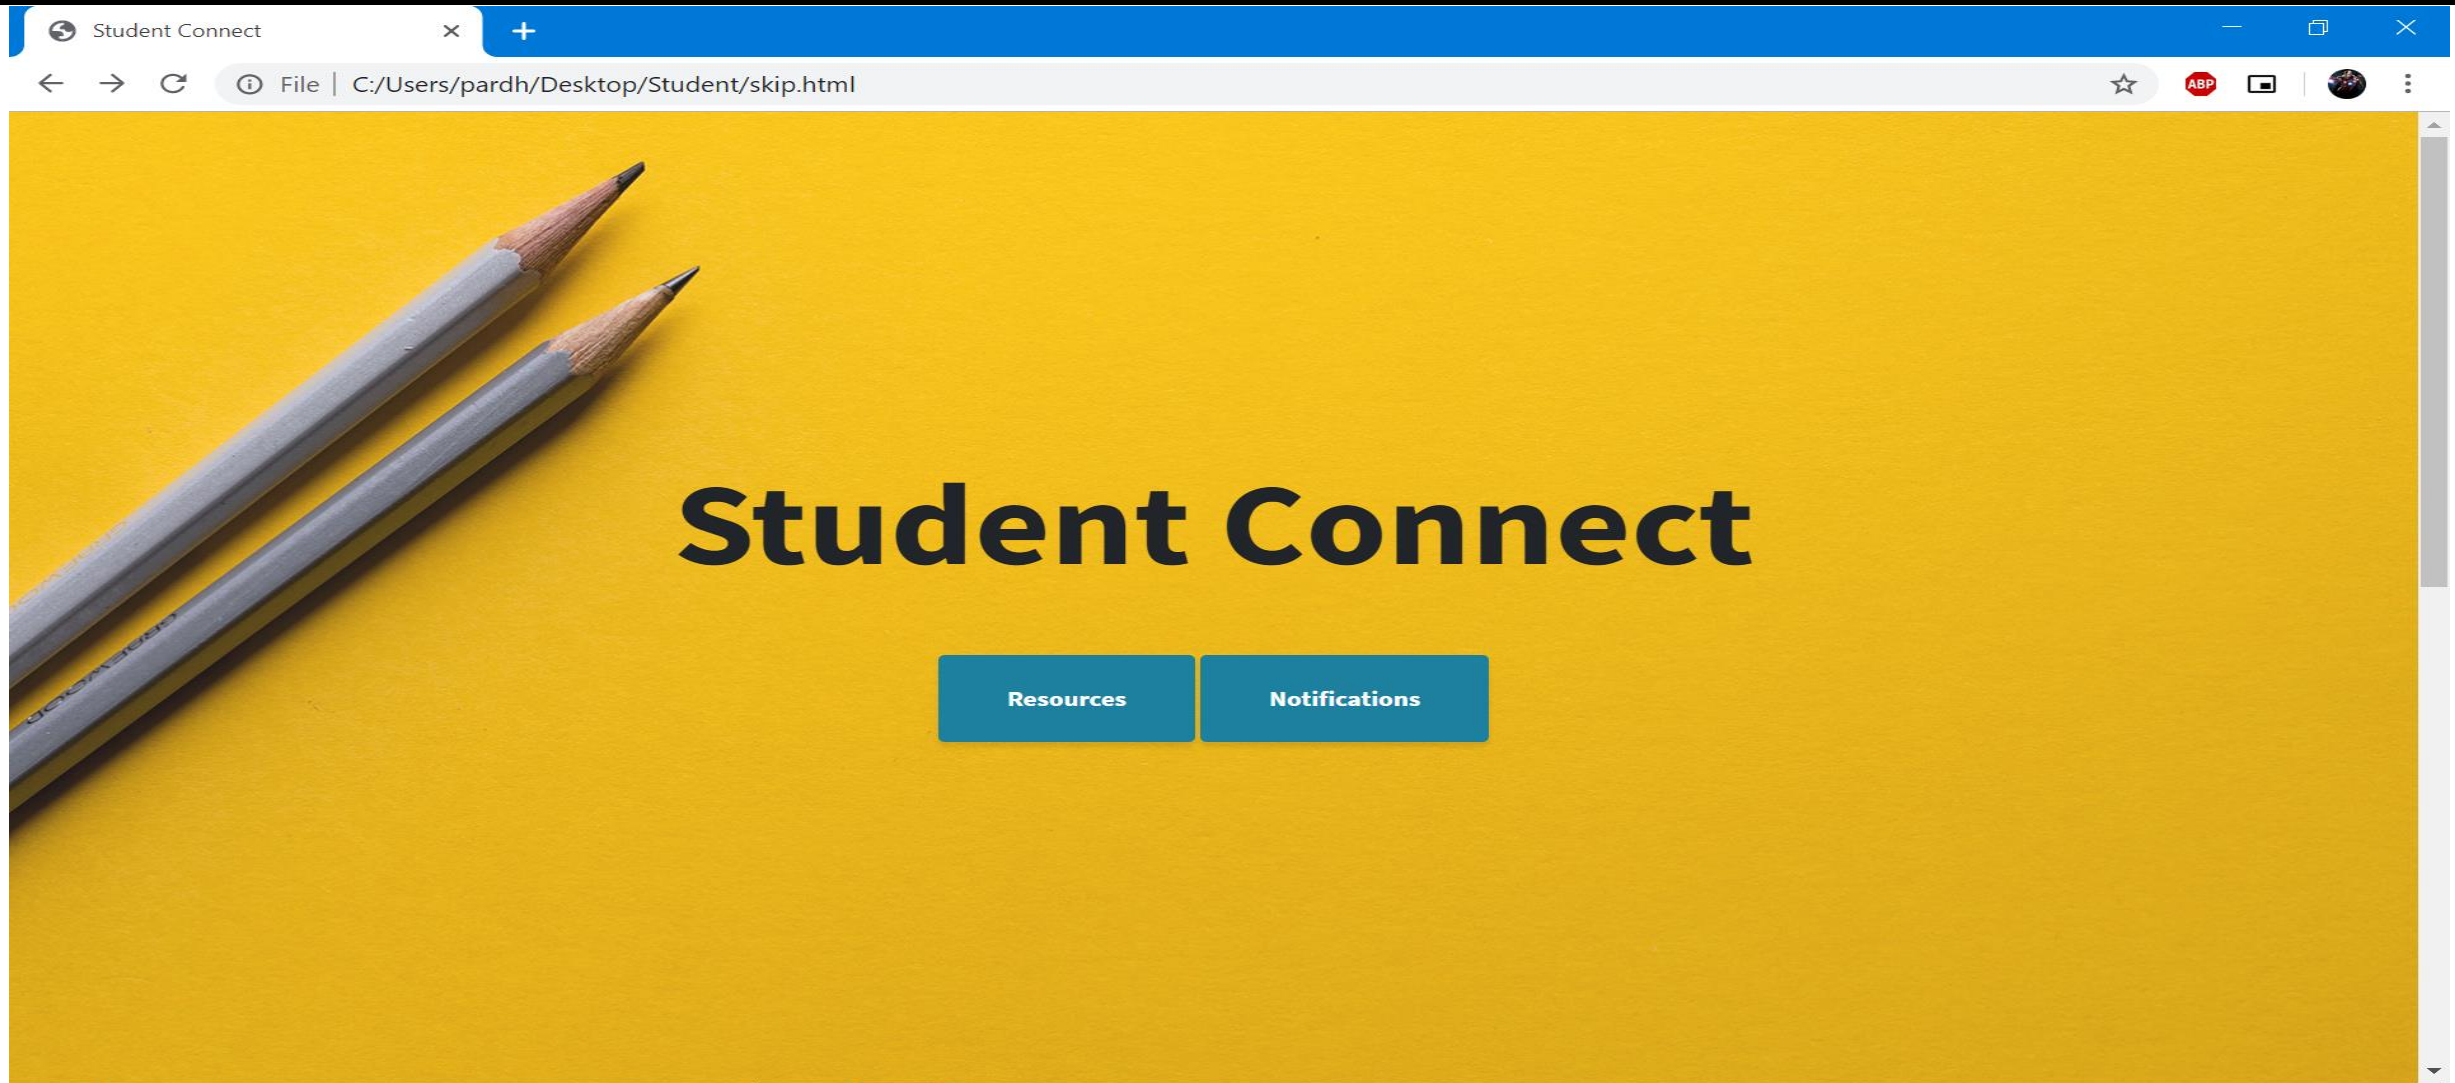 Student Connect
File | C:/Users/pardh/Desktop/Student/skip.html
ABP
Student Connect
Resources
Notifications